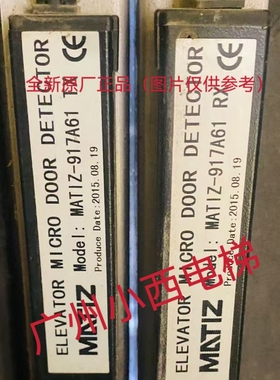 全新原厂正品（图片仅供参考）
ELEVATOR MICRO DOOR DETECTOR
Model: MATIZ-917A61 TX
Produce Date:2015.08.19
MATIZ
CE
ELEVATOR MICRO DOOR DETECTOR
Model: MATIZ-917A61 RX
Produce Date:2015.08.19
MATIZ
CE
广州小西电梯